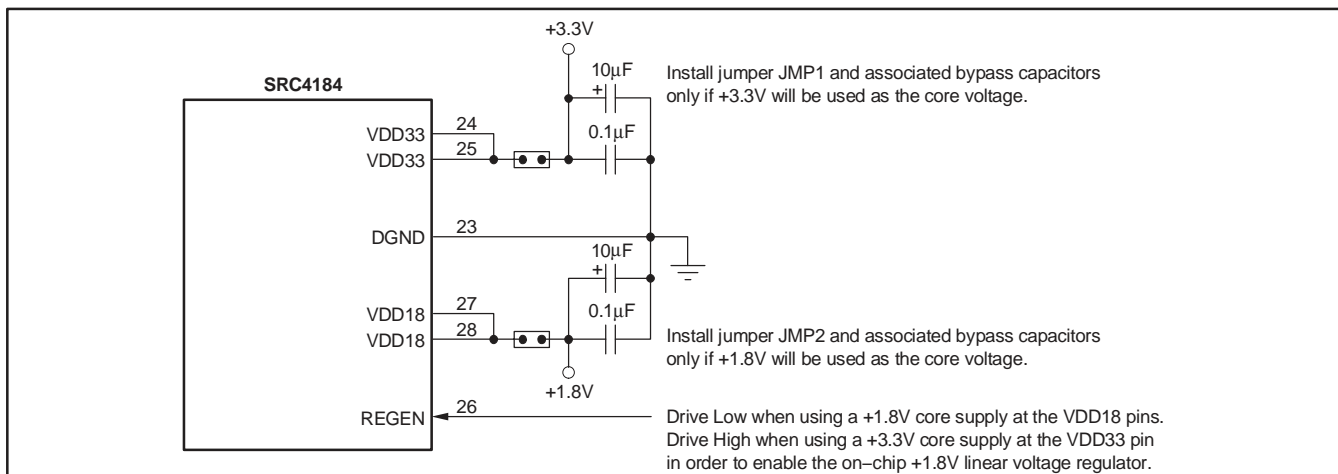 +3.3V
SRC4184
10μF
+
Install jumper JMP1 and associated bypass capacitors
only if +3.3V will be used as the core voltage.
VDD33 24
0.1μF
VDD33 25
DGND 23
10μF
+
VDD18 27
0.1μF
VDD18 28
Install jumper JMP2 and associated bypass capacitors
only if +1.8V will be used as the core voltage.
+1.8V
REGEN 26
Drive Low when using a +1.8V core supply at the VDD18 pins.
Drive High when using a +3.3V core supply at the VDD33 pin
in order to enable the on–chip +1.8V linear voltage regulator.